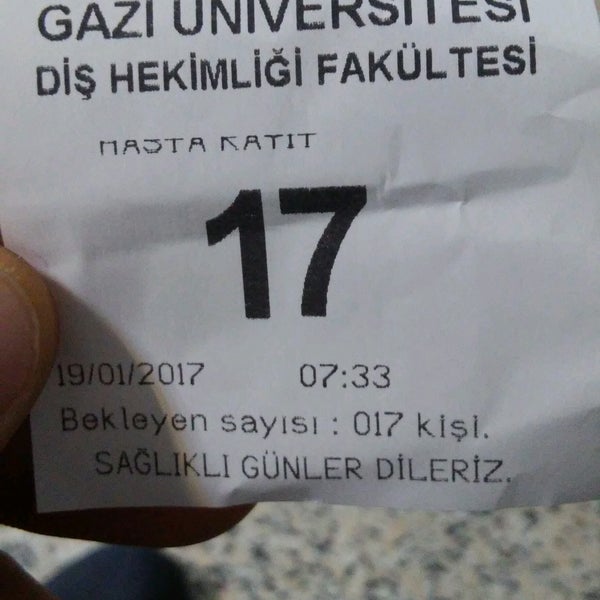 GAZİ ÜNİVERSİTESİ
DİŞ HEKİMLİĞİ FAKÜLTESİ
HASTA KAYIT
17
19/01/2017 07:33
Bekleyen sayısı : 017 kişi.
SAĞLIKLI GÜNLER DİLERİZ.